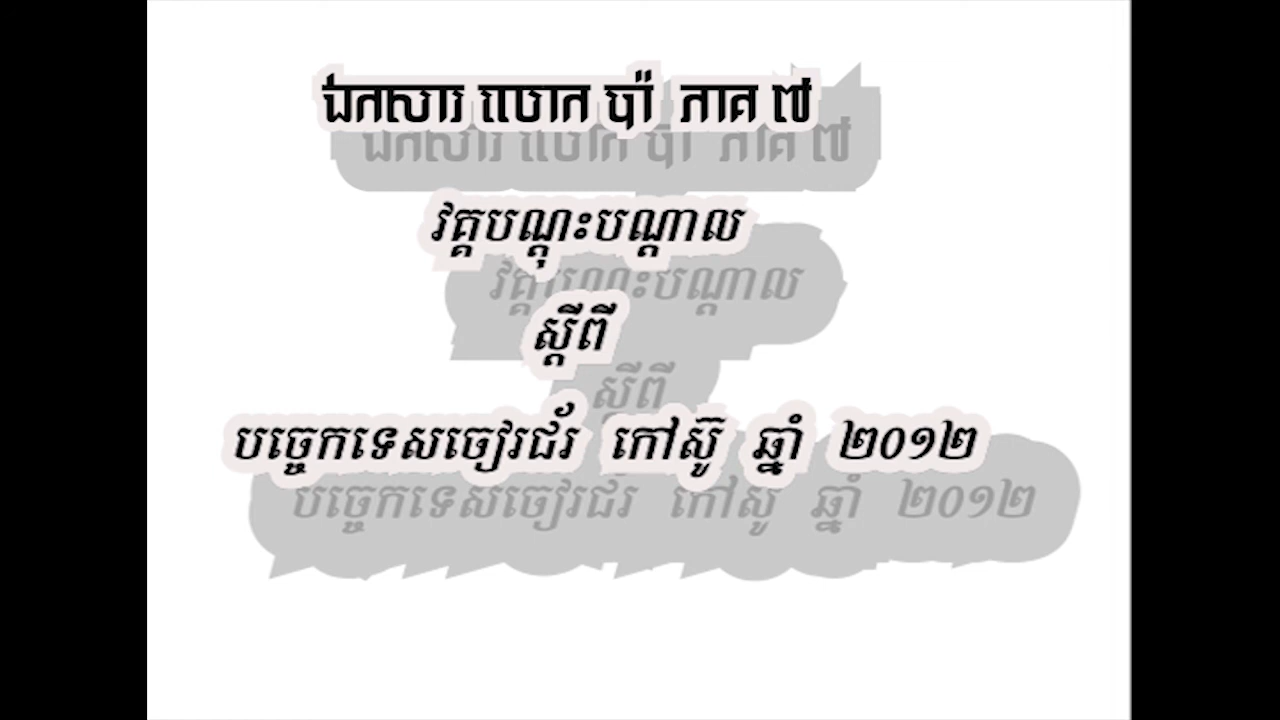 ឯកសារ លោក ប៉ា ភាគ ៧
វគ្គបណ្តុះបណ្តាល
ស្តីពី
បច្ចេកទេសចៀរជ័រ កៅស៊ូ ឆ្នាំ ២០១២